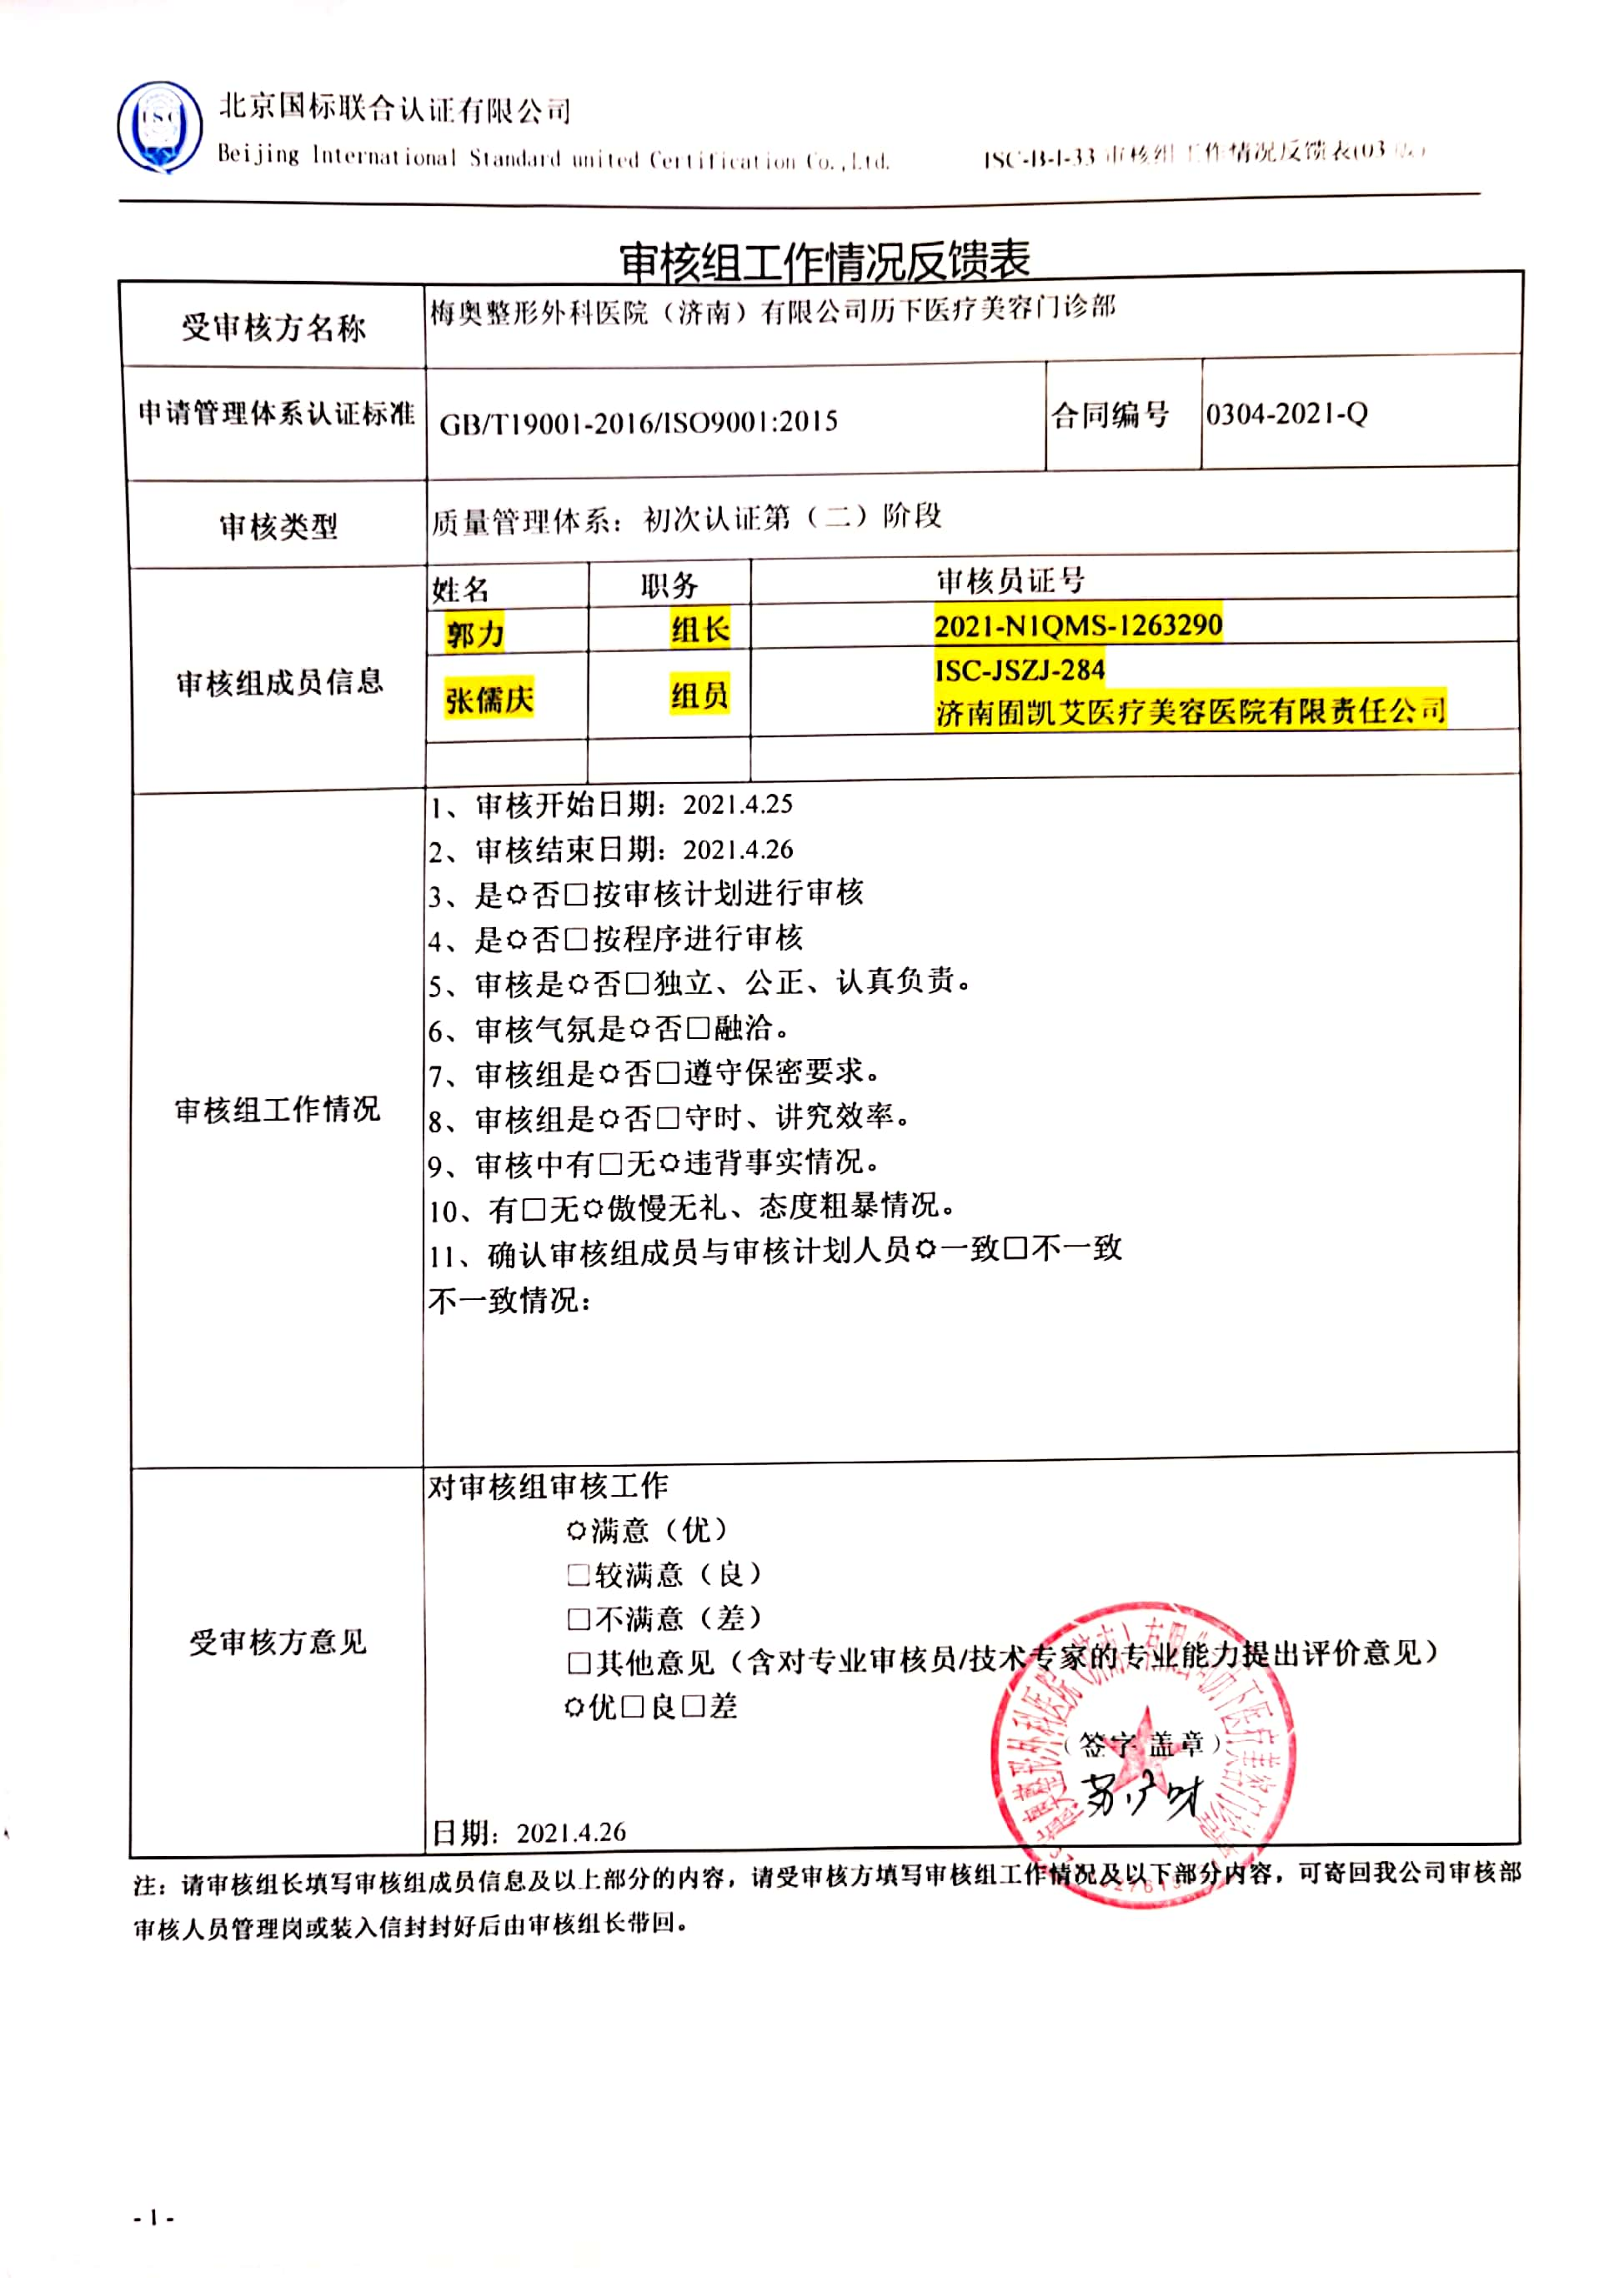 ISC
北京国标联合认证有限公司
Beijing International Standard united Certification Co.,Ltd.
ISC-B-I-33 审核组工作情况反馈表(03版)
审核组工作情况反馈表
受审核方名称 梅奥整形外科医院（济南）有限公司历下医疗美容门诊部
申请管理体系认证标准 GB/T19001-2016/ISO9001:2015 合同编号 0304-2021-Q
审核类型 质量管理体系：初次认证第（二）阶段
审核组成员信息
姓名 职务 审核员证号
郭力 组长 2021-N1QMS-1263290
张儒庆 组员 ISC-JSZJ-284
济南囿凯艾医疗美容医院有限责任公司
审核组工作情况
1、审核开始日期：2021.4.25
2、审核结束日期：2021.4.26
3、是☼否□按审核计划进行审核
4、是☼否□按程序进行审核
5、审核是☼否□独立、公正、认真负责。
6、审核气氛是☼否□融洽。
7、审核组是☼否□遵守保密要求。
8、审核组是☼否□守时、讲究效率。
9、审核中有□无☼违背事实情况。
10、有□无☼傲慢无礼、态度粗暴情况。
11、确认审核组成员与审核计划人员☼一致□不一致
不一致情况：
受审核方意见
对审核组审核工作
☼满意（优）
□较满意（良）
□不满意（差）
□其他意见（含对专业审核员/技术专家的专业能力提出评价意见）
☼优□良□差
（签字 盖章）
日期：2021.4.26
注：请审核组长填写审核组成员信息及以上部分的内容，请受审核方填写审核组工作情况及以下部分内容，可寄回我公司审核部
审核人员管理岗或装入信封封好后由审核组长带回。
- 1 -